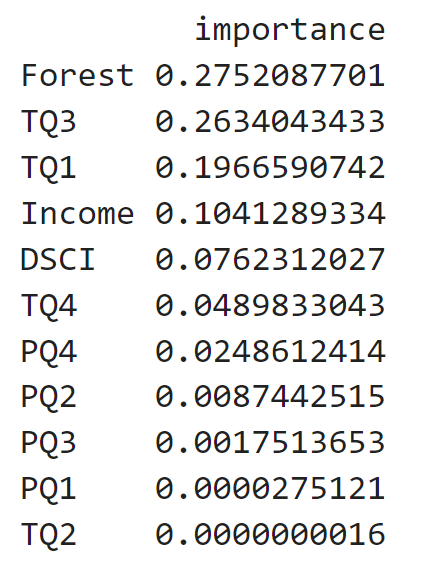 importance
Forest 0.2752087701
TQ3 0.2634043433
TQ1 0.1966590742
Income 0.1041289334
DSCI 0.0762312027
TQ4 0.0489833043
PQ4 0.0248612414
PQ2 0.0087442515
PQ3 0.0017513653
PQ1 0.0000275121
TQ2 0.0000000016